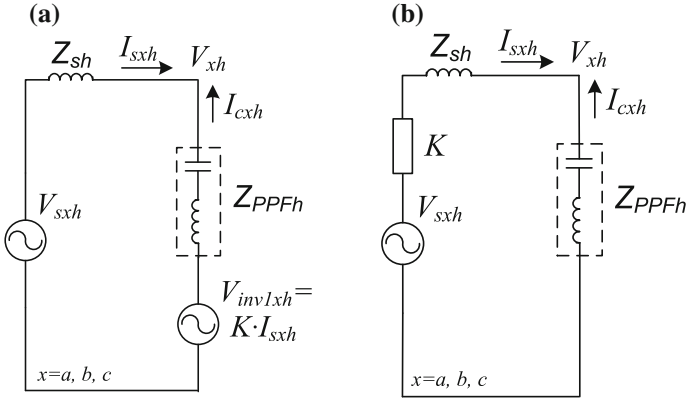 (a)
Z_sh
I_sxh
V_xh
I_cxh
Z_PPFh
V_sxh
V_inv1xh=
K·I_sxh
x=a, b, c
(b)
Z_sh
I_sxh
V_xh
I_cxh
K
Z_PPFh
V_sxh
x=a, b, c